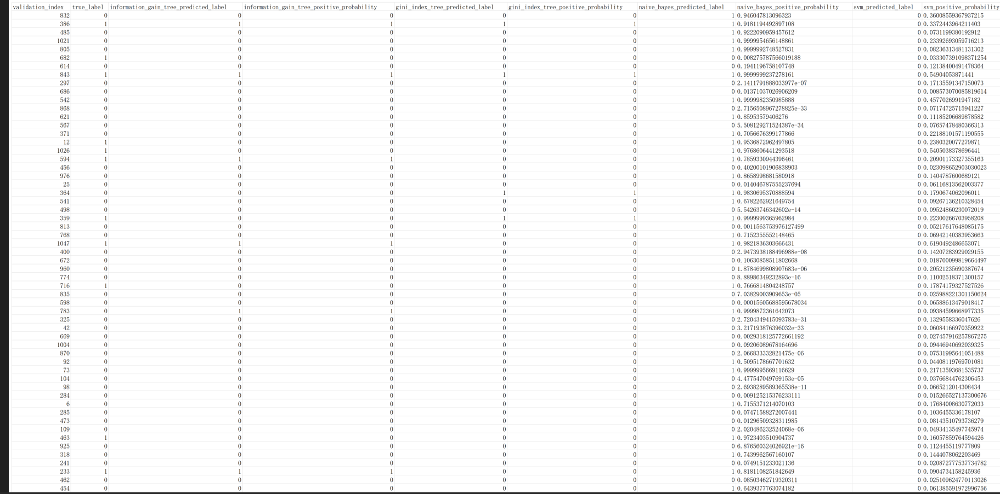 validation_index true_label information_gain_tree_predicted_label information_gain_tree_positive_probability gini_index_tree_predicted_label gini_index_tree_positive_probability naive_bayes_predicted_label naive_bayes_positive_probability svm_predicted_label svm_positive_probability
832 0 0 0 0 0 1 0.946047813096323 0 0.36008559367937215
386 1 1 1 1 1 1 0.9181194492897108 0 0.3372443964211403
485 0 0 0 0 0 1 0.9222090959457612 0 0.0731199380192912
1021 0 0 0 0 0 1 0.9999954656148861 0 0.23392693059716213
805 0 0 0 0 0 1 0.9999992748527831 0 0.08236313481131302
682 1 0 0 0 0 0 0.008275787566019188 0 0.033307391098371254
614 0 0 0 0 0 0 0.1941196758107748 0 0.12138400491478364
843 1 1 1 1 1 1 0.9999999237278161 0 0.54904053871441
297 0 0 0 0 0 0 2.1411791888033977e-07 0 0.17135591347150073
686 0 0 0 0 0 0 0.01371037026906209 0 0.008573070085819614
542 0 0 0 0 0 1 0.9999982350985888 0 0.4577026991947182
868 0 0 0 0 0 0 2.7156508967278825e-33 0 0.07174725715941227
621 0 0 0 0 0 1 0.85953579406276 0 0.11185206689878582
567 0 0 0 0 0 0 5.508129271524387e-34 0 0.07657478480366313
371 0 0 0 0 0 1 0.7056676399177866 0 0.22188101571190555
12 1 0 0 0 0 1 0.9536872962497805 0 0.2380320077279871
1026 1 0 0 0 0 1 0.9768606441293518 0 0.5405038378696441
594 1 1 1 0 0 1 0.7859330944396461 0 0.20901173327355163
456 0 0 0 0 0 0 0.40200101906838903 0 0.023098652903030023
976 0 0 0 0 0 1 0.8658998681580918 0 0.1404787600689121
25 0 0 0 0 0 0 0.014046787555237694 0 0.06116813562003377
364 0 0 0 1 1 1 0.9830695370888594 0 0.1790674062096011
541 0 0 0 0 0 1 0.6782262921649754 0 0.09267136210328454
498 0 0 0 0 0 0 5.54263746342602e-14 0 0.09524860230072019
359 1 0 0 1 1 1 0.9999999365962984 0 0.22300266703958208
813 0 0 0 0 0 0 0.0011563753976127499 0 0.05217617648085175
768 0 0 0 0 0 1 0.7152355552148465 0 0.06942140383953663
1047 1 1 1 0 0 1 0.9821836303666431 0 0.6190492486653071
400 0 0 0 0 0 0 2.9473938188496988e-08 0 0.14207283929029155
672 0 0 0 0 0 0 0.10630858511802668 0 0.018700099819664497
960 0 0 0 0 0 0 1.8784699808907683e-06 0 0.20521235690387674
774 0 0 0 0 0 0 8.88986349232893e-16 0 0.11002518371300157
716 1 0 0 0 0 1 0.7666814804248757 0 0.17874179327527526
835 0 0 0 0 0 0 7.03829003909653e-05 0 0.025988221301150624
598 0 0 0 0 0 0 0.00015605688595678034 0 0.06588613479018417
783 0 1 1 0 0 1 0.9999872361642073 0 0.09384599668977335
325 0 0 0 0 0 0 2.7204349415093783e-31 0 0.1329558336047626
42 0 0 0 0 0 0 3.217193876396032e-33 0 0.06084166970359922
669 0 0 0 0 0 0 0.0029318125772661192 0 0.027457916257867275
1004 0 0 0 0 0 0 0.09206089678164696 0 0.09446940692039325
870 0 0 0 0 0 0 2.066833332821475e-06 0 0.07531995641051488
92 0 0 0 0 0 1 0.5095178667701632 0 0.04408119769701081
73 0 0 0 0 0 1 0.9999995669116629 0 0.21713593681535737
104 0 0 0 0 0 0 4.477547049769153e-05 0 0.03766844762306453
98 0 0 0 0 0 0 2.6938289589365538e-11 0 0.0665212014308434
284 0 0 0 0 0 0 0.009125215376233111 0 0.015266527137300676
6 0 0 0 0 0 1 0.7155371214070103 0 0.17684008630772033
285 0 0 0 0 0 0 0.07471588272007441 0 0.1036455336178107
473 0 0 0 0 0 0 0.01296509328311985 0 0.08143510793736279
109 0 0 0 0 0 0 2.020486232524068e-06 0 0.04934135497745974
463 1 0 0 0 0 1 0.9723403510904737 0 0.16057859764594426
925 0 0 0 0 0 0 6.876560324026921e-16 0 0.1124455119777809
318 0 0 0 0 0 1 0.7439962567160107 0 0.1444078062203469
241 0 0 0 0 0 0 0.0749151233021136 0 0.020872777537734782
233 1 1 1 0 0 1 0.8181108251842649 0 0.0904734158245936
462 0 0 0 0 0 0 0.08503462719320311 0 0.025109624770113026
454 0 0 0 0 0 1 0.6439377763074182 0 0.061385591972996756